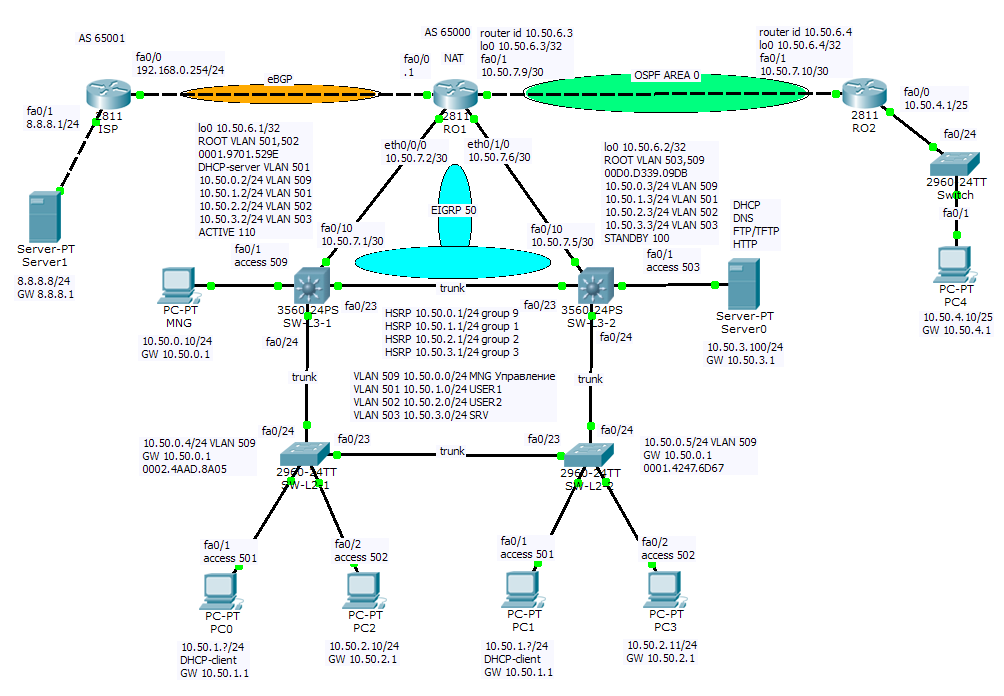 AS 65001
fa0/0
192.168.0.254/24
fa0/1
8.8.8.1/24
2811
ISP
eBGP
AS 65000
NAT
fa0/0
.1
router id 10.50.6.3
lo0 10.50.6.3/32
fa0/1
10.50.7.9/30
2811
RO1
OSPF AREA 0
router id 10.50.6.4
lo0 10.50.6.4/32
fa0/1
10.50.7.10/30
2811
RO2
fa0/0
10.50.4.1/25
fa0/24
2960-24TT
Switch
fa0/1
PC-PT
PC4
10.50.4.10/25
GW 10.50.4.1
Server-PT
Server1
8.8.8.8/24
GW 8.8.8.1
lo0 10.50.6.1/32
ROOT VLAN 501,502
0001.9701.529E
DHCP-server VLAN 501
10.50.0.2/24 VLAN 509
10.50.1.2/24 VLAN 501
10.50.2.2/24 VLAN 502
10.50.3.2/24 VLAN 503
ACTIVE 110
eth0/0/0
10.50.7.2/30
eth0/1/0
10.50.7.6/30
EIGRP 50
lo0 10.50.6.2/32
ROOT VLAN 503,509
00D0.D339.09DB
10.50.0.3/24 VLAN 509
10.50.1.3/24 VLAN 501
10.50.2.3/24 VLAN 502
10.50.3.3/24 VLAN 503
STANDBY 100
DHCP
DNS
FTP/TFTP
HTTP
fa0/1
access 509
fa0/10
10.50.7.1/30
fa0/10
10.50.7.5/30
fa0/1
access 503
PC-PT
MNG
10.50.0.10/24
GW 10.50.0.1
3560-24PS
SW-L3-1
fa0/23
trunk
fa0/23
3560-24PS
SW-L3-2
Server-PT
Server0
10.50.3.100/24
GW 10.50.3.1
fa0/24
fa0/24
HSRP 10.50.0.1/24 group 9
HSRP 10.50.1.1/24 group 1
HSRP 10.50.2.1/24 group 2
HSRP 10.50.3.1/24 group 3
trunk
trunk
VLAN 509 10.50.0.0/24 MNG Управление
VLAN 501 10.50.1.0/24 USER1
VLAN 502 10.50.2.0/24 USER2
VLAN 503 10.50.3.0/24 SRV
10.50.0.4/24 VLAN 509
GW 10.50.0.1
0002.4AAD.8A05
fa0/24
fa0/23
trunk
fa0/23
fa0/24
10.50.0.5/24 VLAN 509
GW 10.50.0.1
0001.4247.6D67
2960-24TT
SW-L2-1
2960-24TT
SW-L2-2
fa0/1
access 501
fa0/2
access 502
fa0/1
access 501
fa0/2
access 502
PC-PT
PC0
PC-PT
PC2
PC-PT
PC1
PC-PT
PC3
10.50.1.?/24
DHCP-client
GW 10.50.1.1
10.50.2.10/24
GW 10.50.2.1
10.50.1.?/24
DHCP-client
GW 10.50.1.1
10.50.2.11/24
GW 10.50.2.1